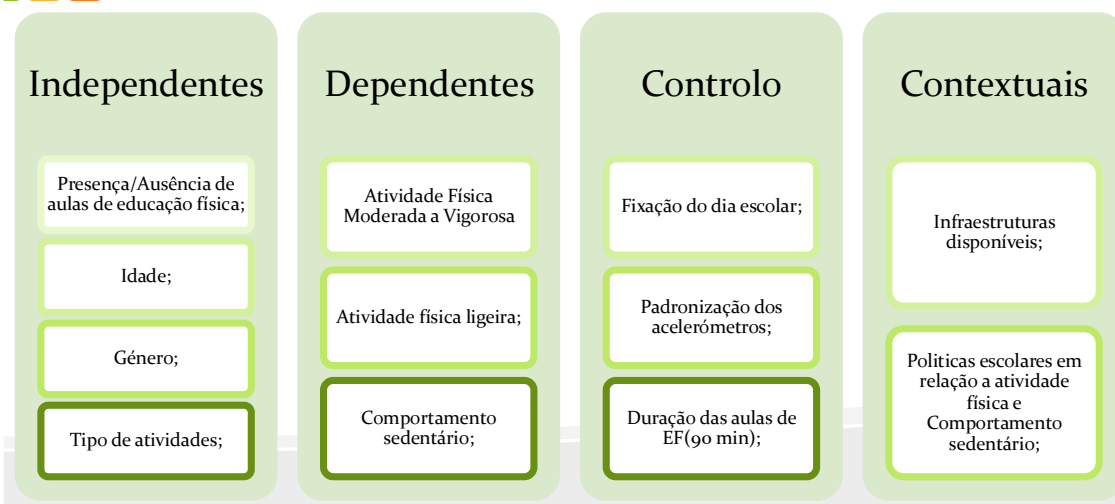 Independentes
Presença/Ausência de
aulas de educação física;
Idade;
Género;
Tipo de atividades;
Dependentes
Atividade Física
Moderada a Vigorosa
Atividade física ligeira;
Comportamento
sedentário;
Controlo
Fixação do dia escolar;
Padronização dos
acelerómetros;
Duração das aulas de
EF(90 min);
Contextuais
Infraestruturas
disponíveis;
Politicas escolares em
relação a atividade
física e
Comportamento
sedentário;